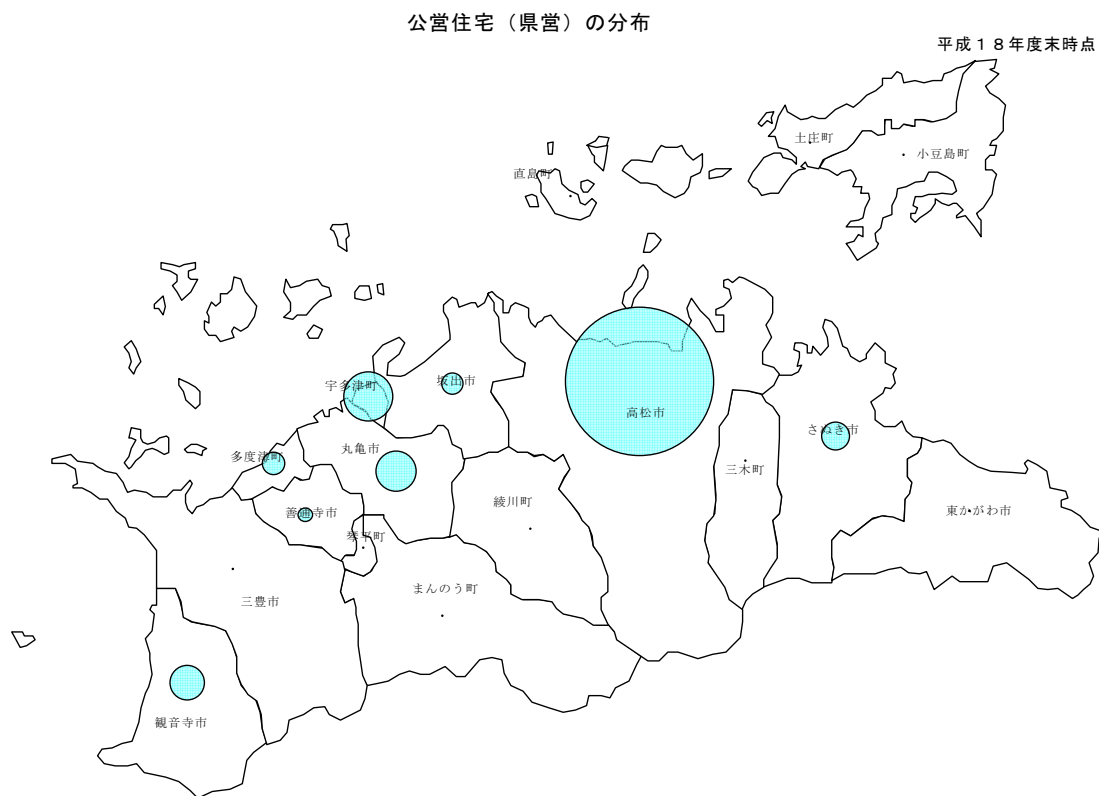 公営住宅（県営）の分布
平成１８年度末時点
土庄町
小豆島町
直島町
宇多津町
坂出市
高松市
さぬき市
多度津町
丸亀市
三木町
綾川町
東かがわ市
善通寺市
琴平町
まんのう町
三豊市
観音寺市